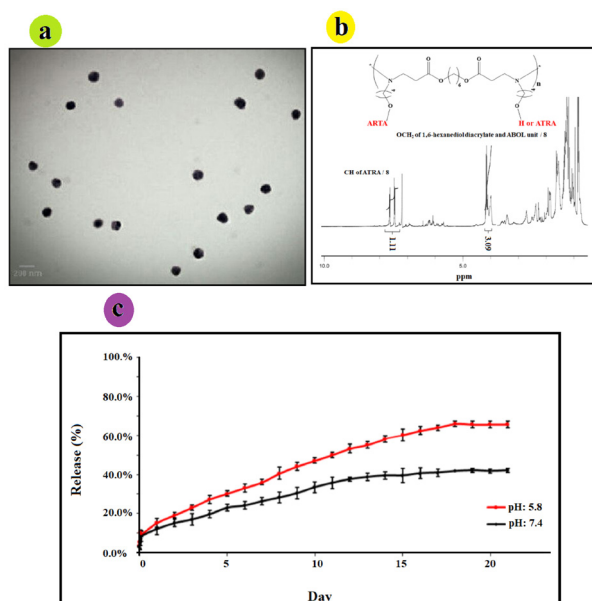 a
b
c
200 nm
N
O
O
O
O
N
n
O
O
6
ARTA
H or ATRA
OCH2 of 1,6-hexanediol diacrylate and ABOL unit / 8
CH of ATRA / 8
1.11
3.09
10.0
5.0
ppm
100.%
80.0%
60.0%
40.0%
20.0%
0.0%
Release (%)
0
5
10
15
20
Day
pH: 5.8
pH: 7.4